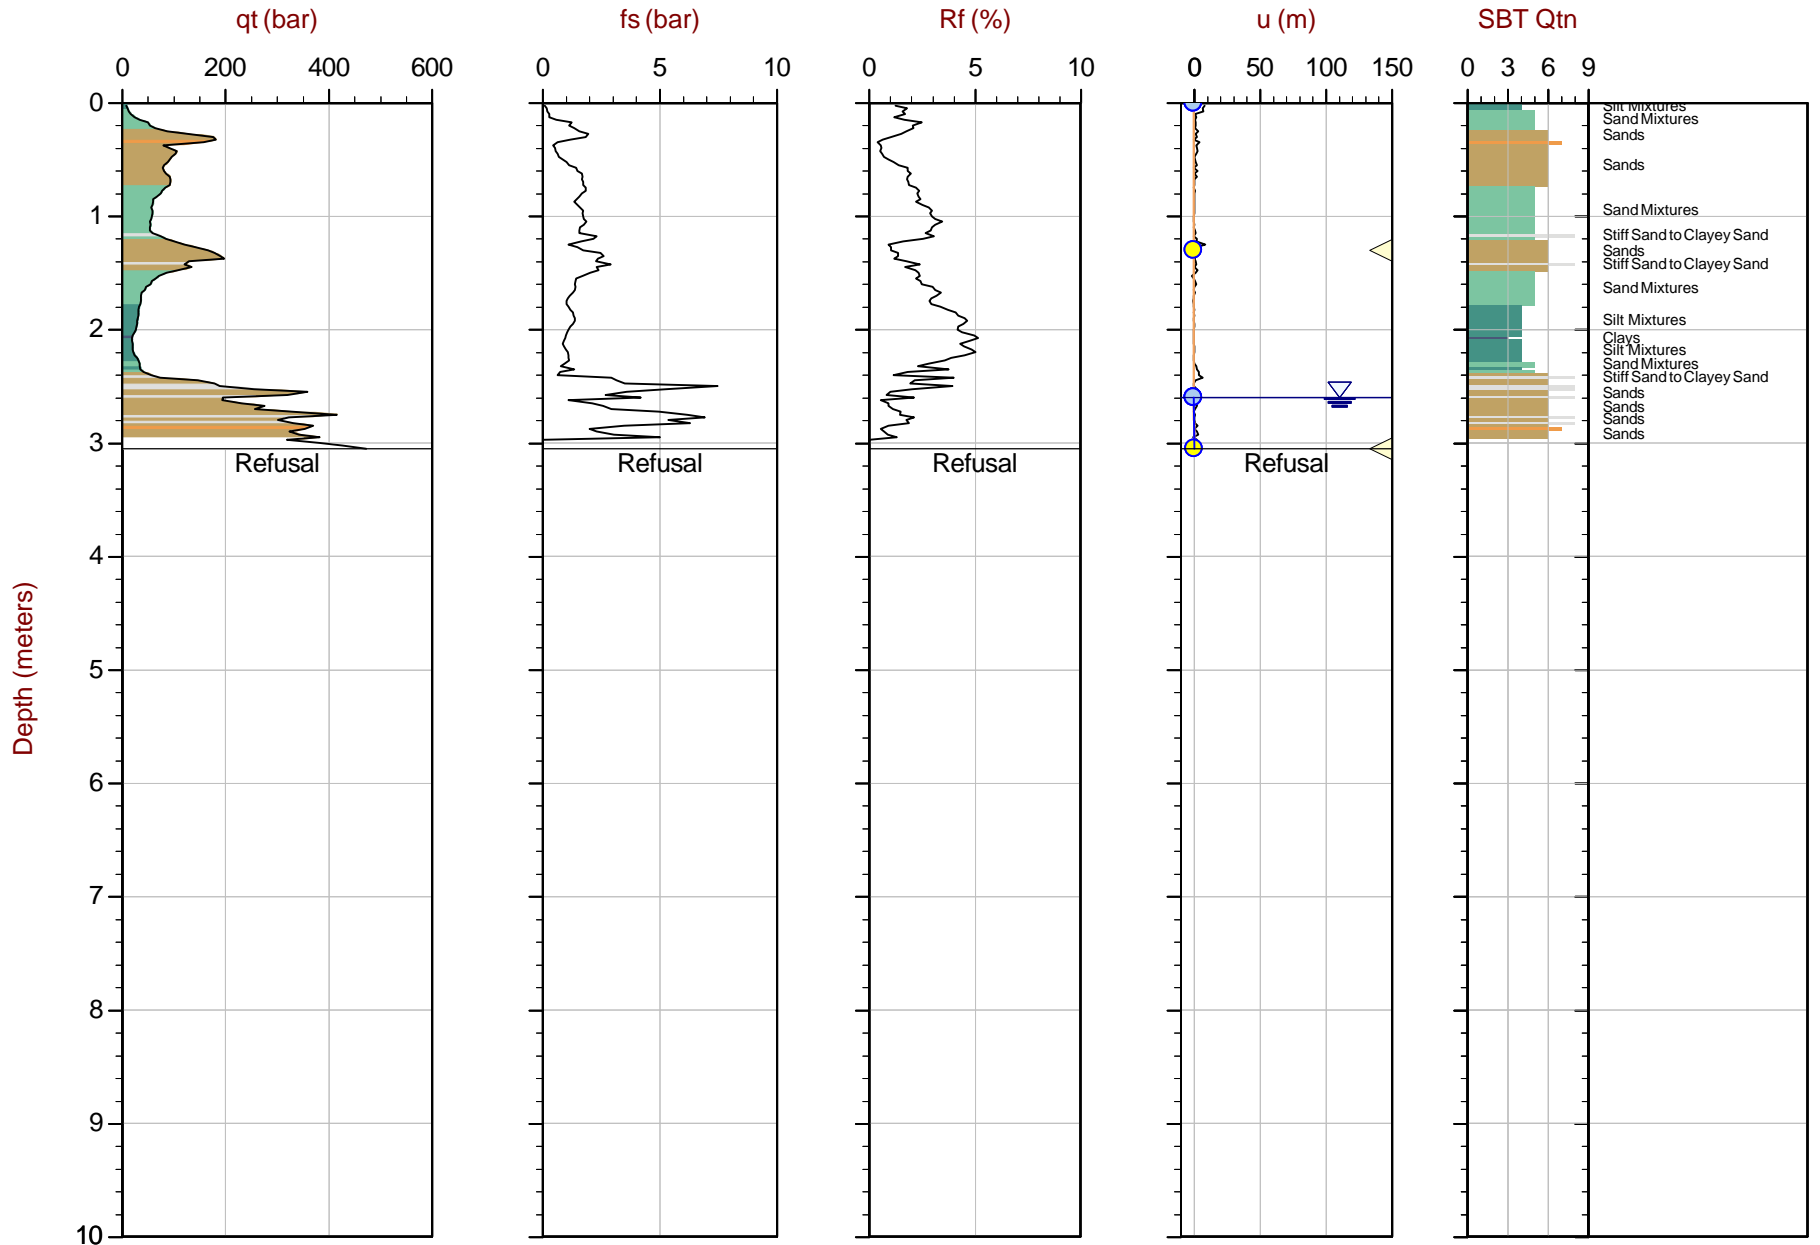 qt (bar) fs (bar) Rf (%) u (m) SBT Qtn
0 200 400 600 0 5 10 0 5 10 0 0 50 100 150 0 3 6 9
0
Silt Mixtures
Sand Mixtures
Sands
Sands
Sand Mixtures
1
Stiff Sand to Clayey Sand
Sands
Stiff Sand to Clayey Sand
Sand Mixtures
Silt Mixtures
2
Clays
Silt Mixtures
Sand Mixtures
Stiff Sand to Clayey Sand
Sands
Sands
Sands
Sands
3
Refusal Refusal Refusal Refusal
4
5
Depth (meters)
6
7
8
9
10